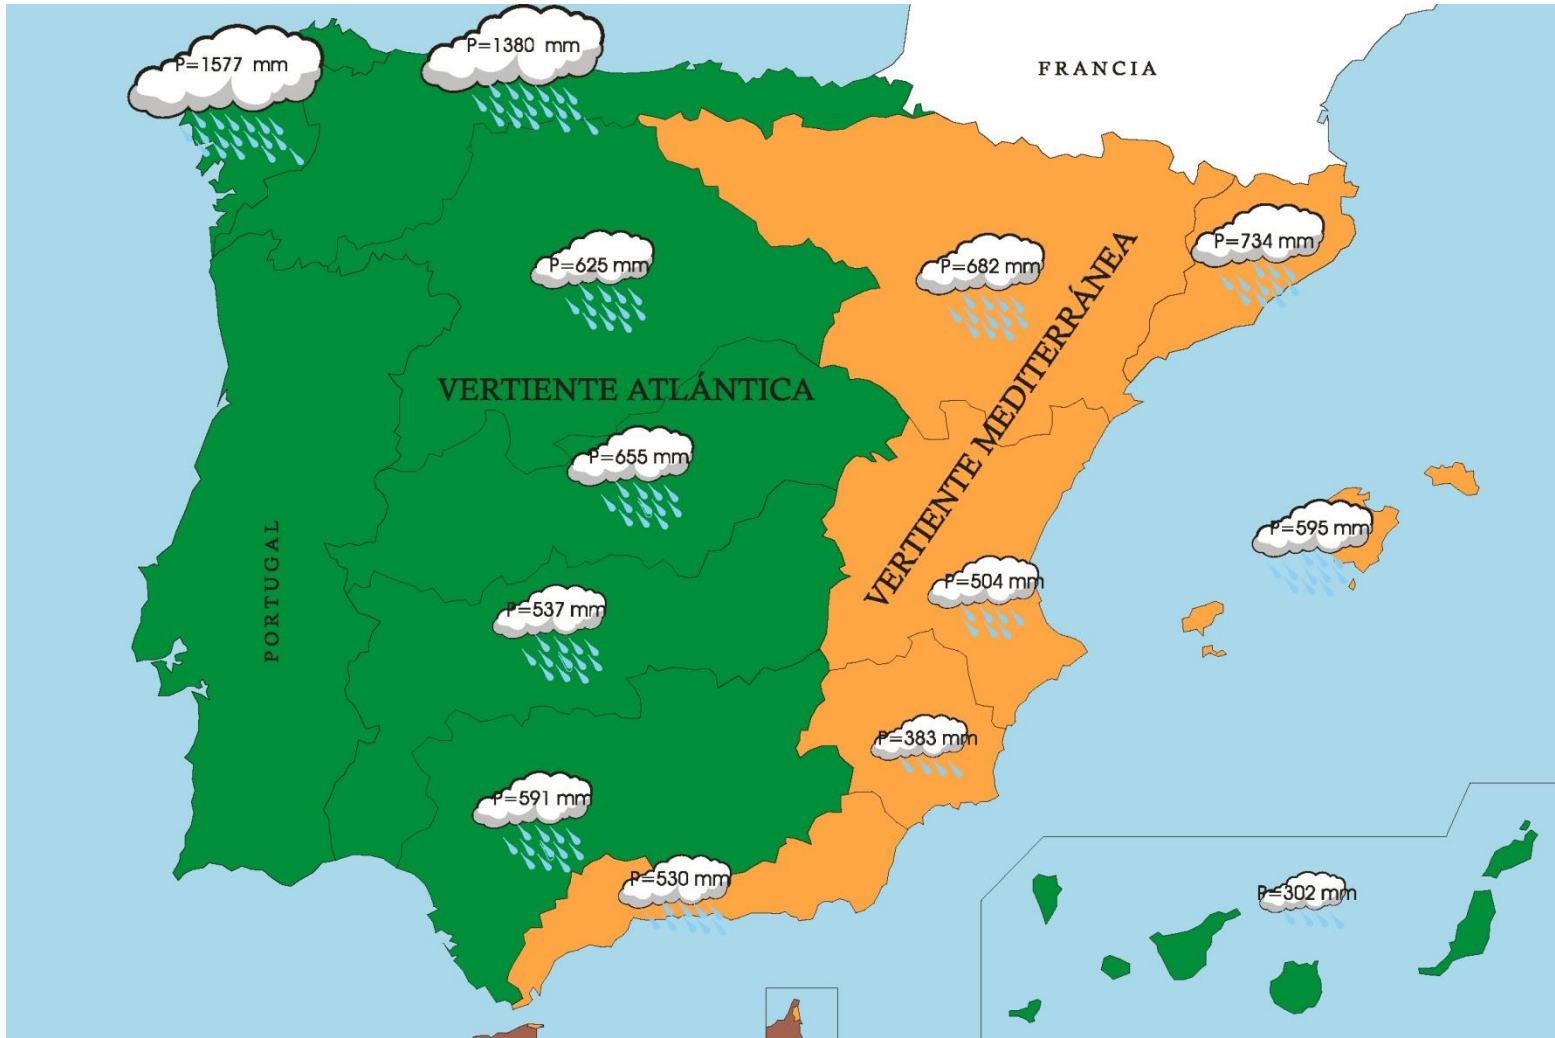 P=1577 mm
P=1380 mm
FRANCIA
P=625 mm
P=682 mm
P=734 mm
VERTIENTE ATLÁNTICA
VERTIENTE MEDITERRÁNEA
P=655 mm
P=595 mm
PORTUGAL
P=537 mm
P=504 mm
P=383 mm
P=591 mm
P=530 mm
P=302 mm